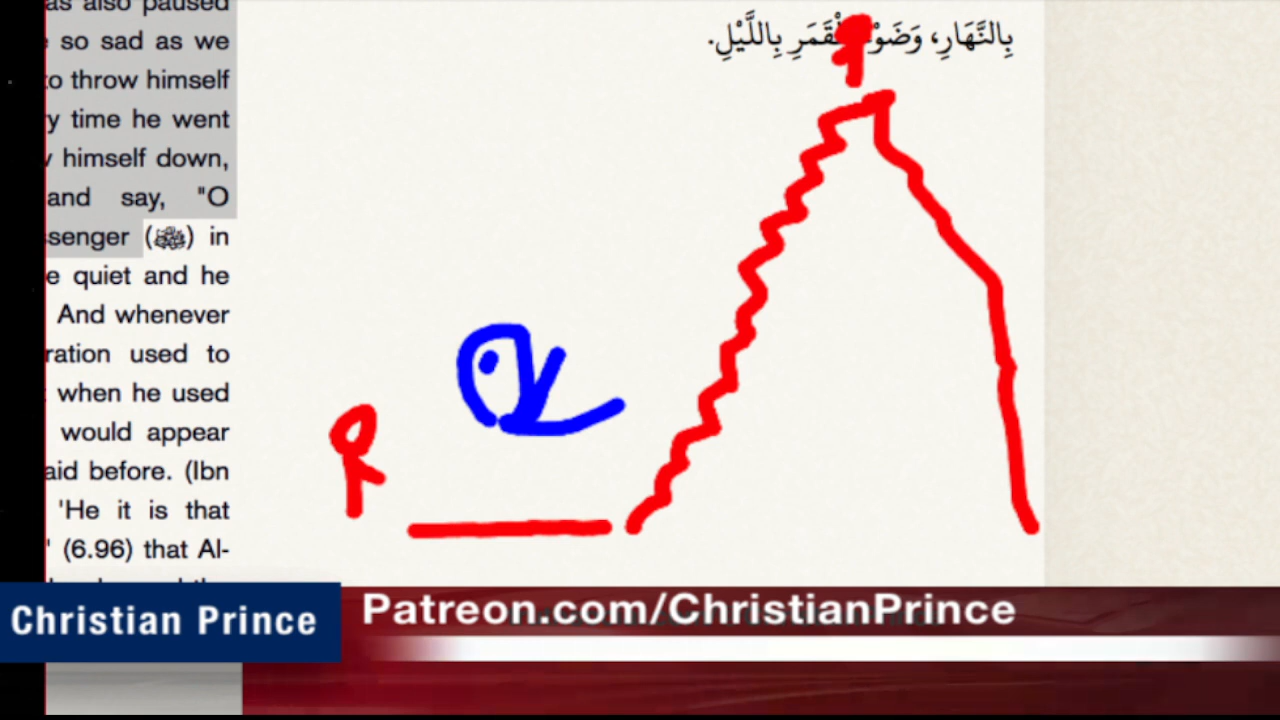 as also paused
so sad as we
to throw himself
y time he went
himself down,
and say, "O
ssenger (ﷺ) in
e quiet and he
And whenever
ration used to
when he used
would appear
aid before. (Ibn
'He it is that
' (6.96) that Al-
بِالنَّهَارِ، وَضَوْءُ الْقَمَرِ بِاللَّيْلِ.
Christian Prince
Patreon.com/ChristianPrince